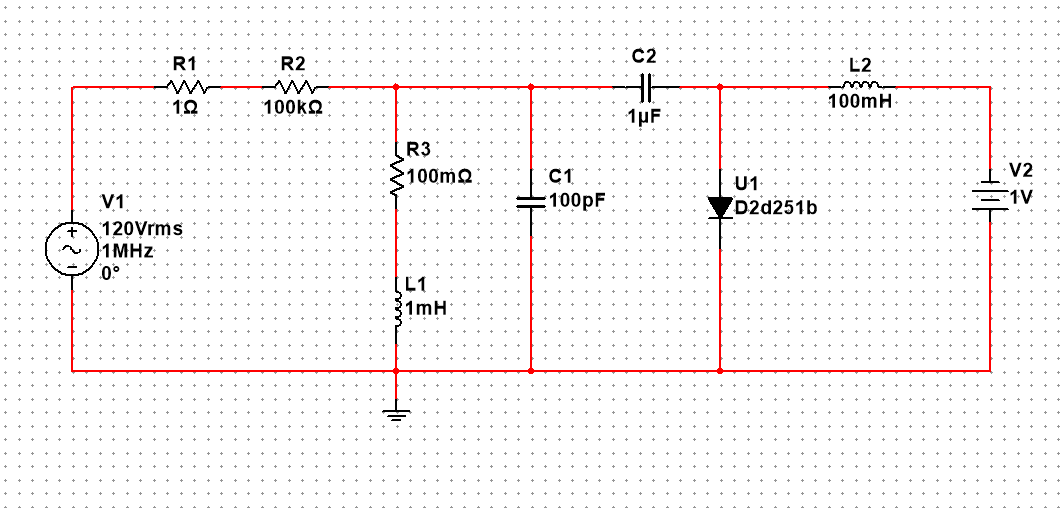 R1
1Ω
R2
100kΩ
C2
1µF
L2
100mH
R3
100mΩ
C1
100pF
U1
D2d251b
V2
1V
V1
120Vrms
1MHz
0°
L1
1mH